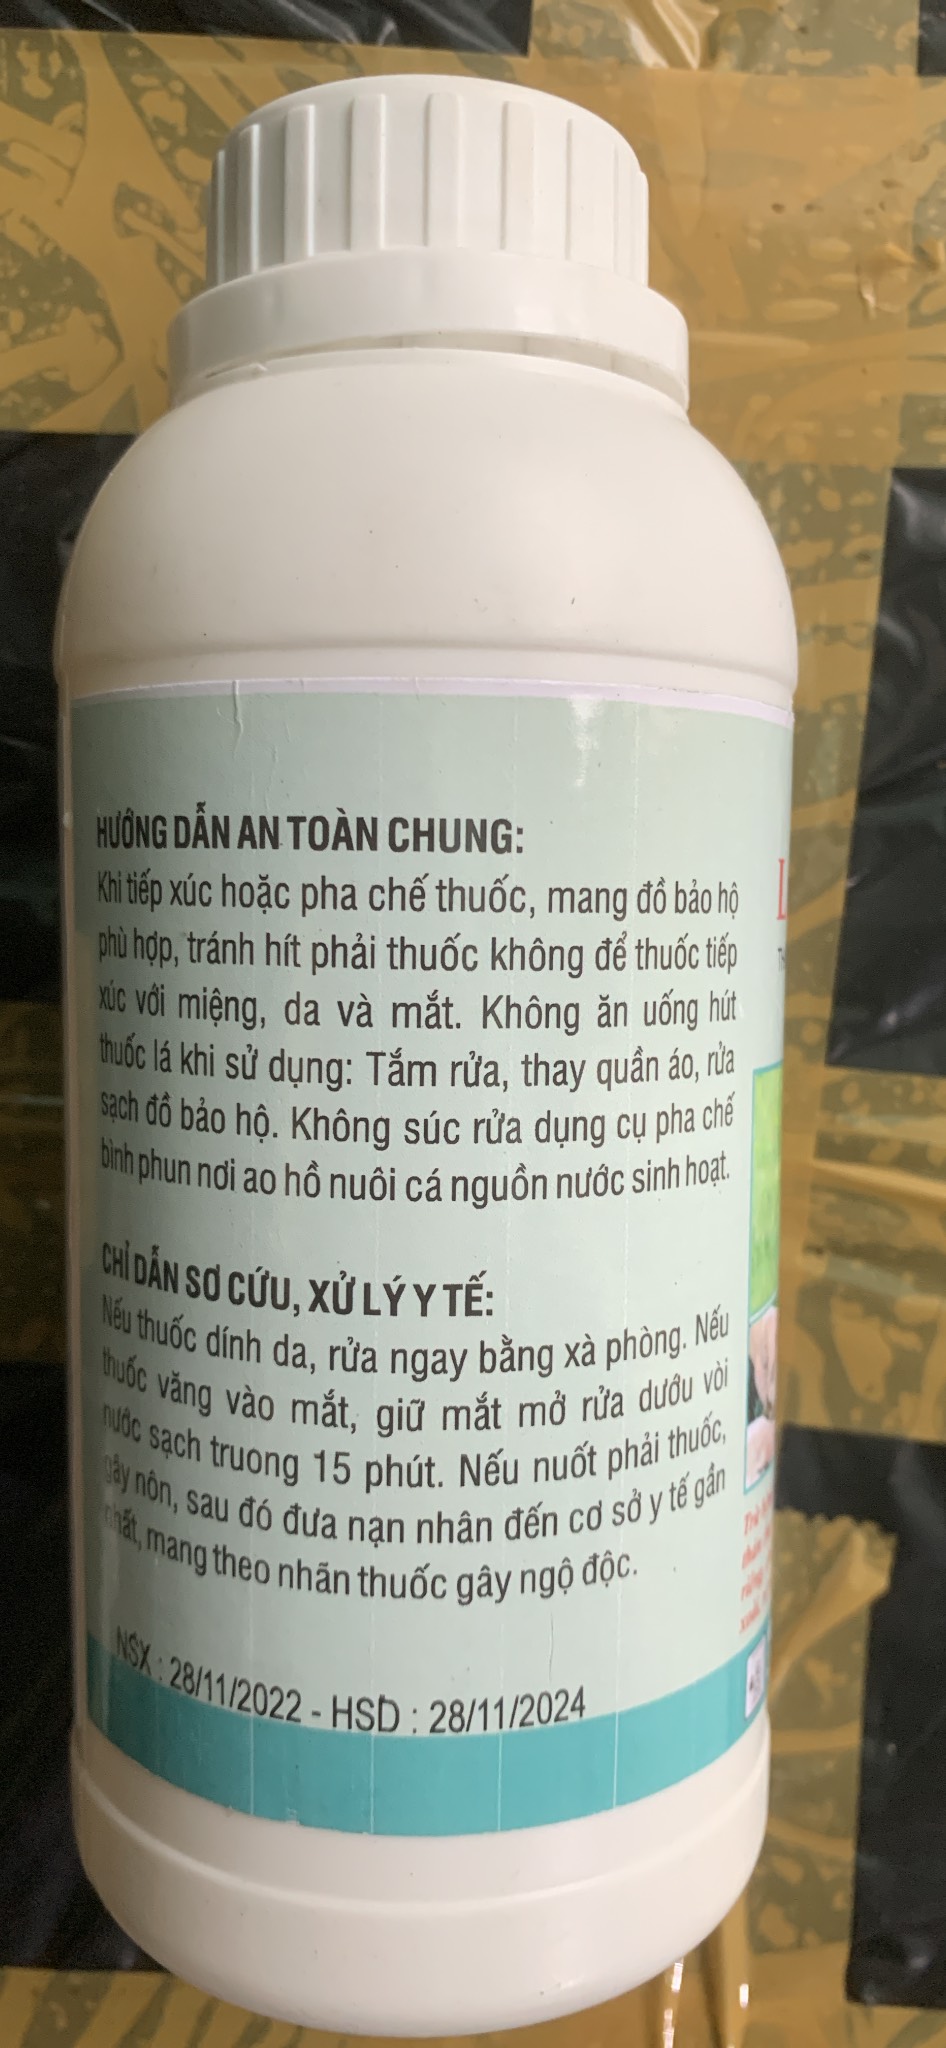 HƯỚNG DẪN AN TOÀN CHUNG:
Khi tiếp xúc hoặc pha chế thuốc, mang đồ bảo hộ
phù hợp, tránh hít phải thuốc không để thuốc tiếp
xúc với miệng, da và mắt. Không ăn uống hút
thuốc lá khi sử dụng: Tắm rửa, thay quần áo, rửa
sạch đồ bảo hộ. Không súc rửa dụng cụ pha chế
bình phun nơi ao hồ nuôi cá nguồn nước sinh hoạt.
CHỈ DẪN SƠ CỨU, XỬ LÝ Y TẾ:
Nếu thuốc dính da, rửa ngay bằng xà phòng. Nếu
thuốc văng vào mắt, giữ mắt mở rửa dướu vòi
nước sạch truong 15 phút. Nếu nuốt phải thuốc,
gây nôn, sau đó đưa nạn nhân đến cơ sở y tế gần
nhất, mang theo nhãn thuốc gây ngộ độc.
NSX : 28/11/2022 - HSD : 28/11/2024